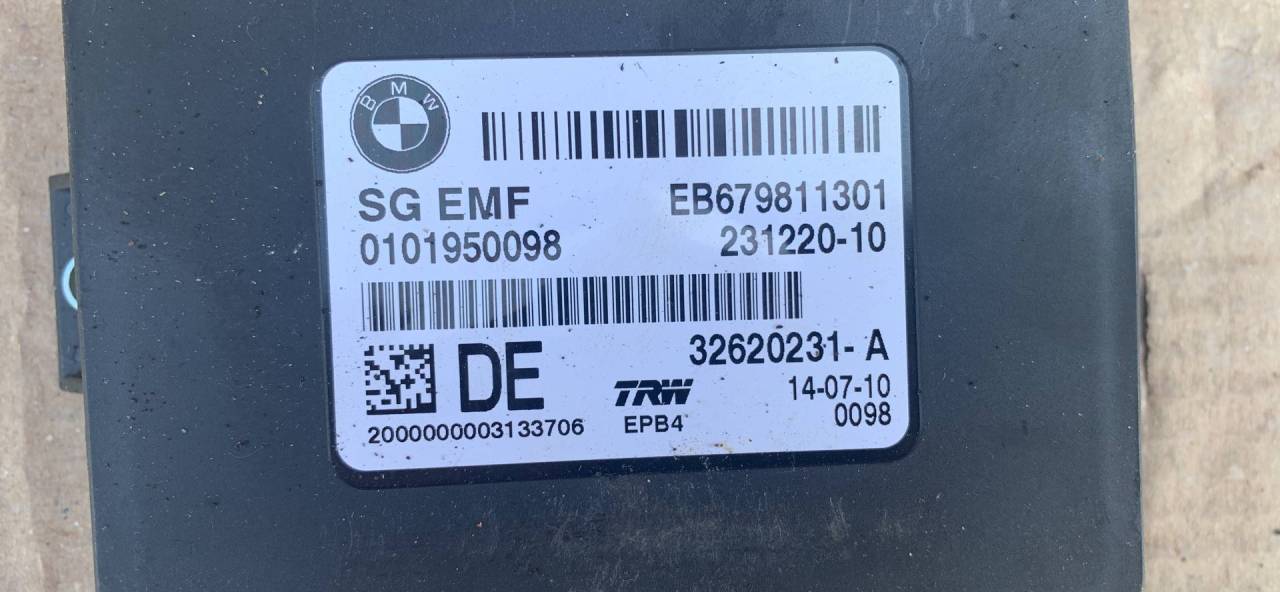 BMW
SG EMF EB679811301
0101950098 231220-10
32620231- A
DE
TRW 14-07-10
EPB4 0098
2000000003133706